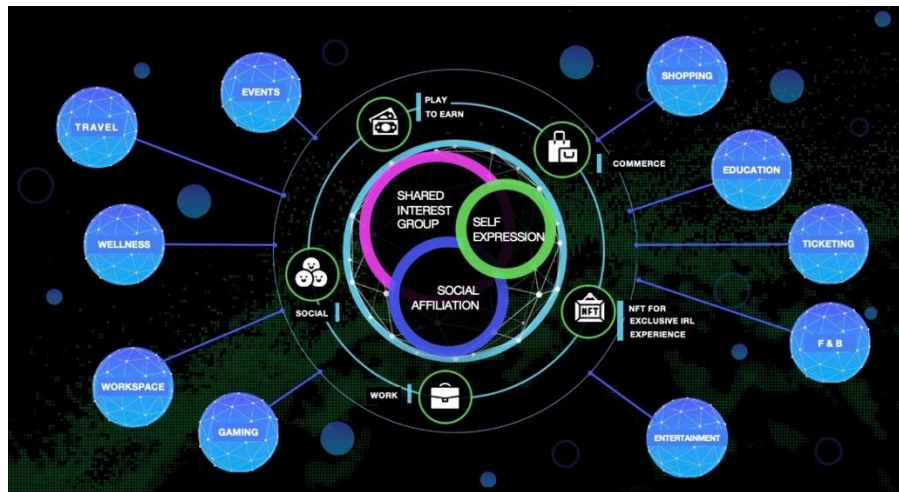 EVENTS
TRAVEL
WELLNESS
WORKSPACE
GAMING
PLAY
TO EARN
COMMERCE
SHARED
INTEREST
GROUP
SELF
EXPRESSION
SOCIAL
AFFILIATION
SOCIAL
NFT
NFT FOR
EXCLUSIVE IRL
EXPERIENCE
WORK
SHOPPING
EDUCATION
TICKETING
F & B
ENTERTAINMENT